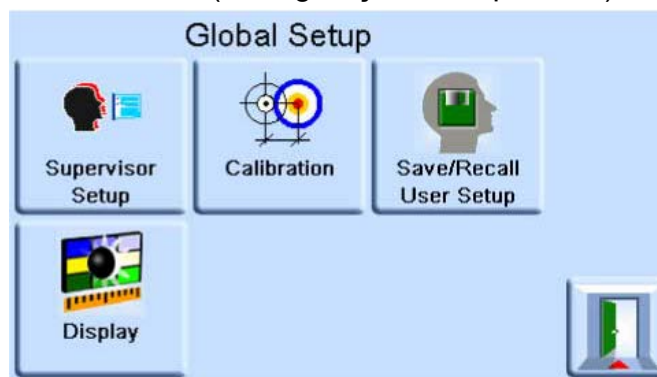 Global Setup
Supervisor
Setup
Calibration
Save/Recall
User Setup
Display